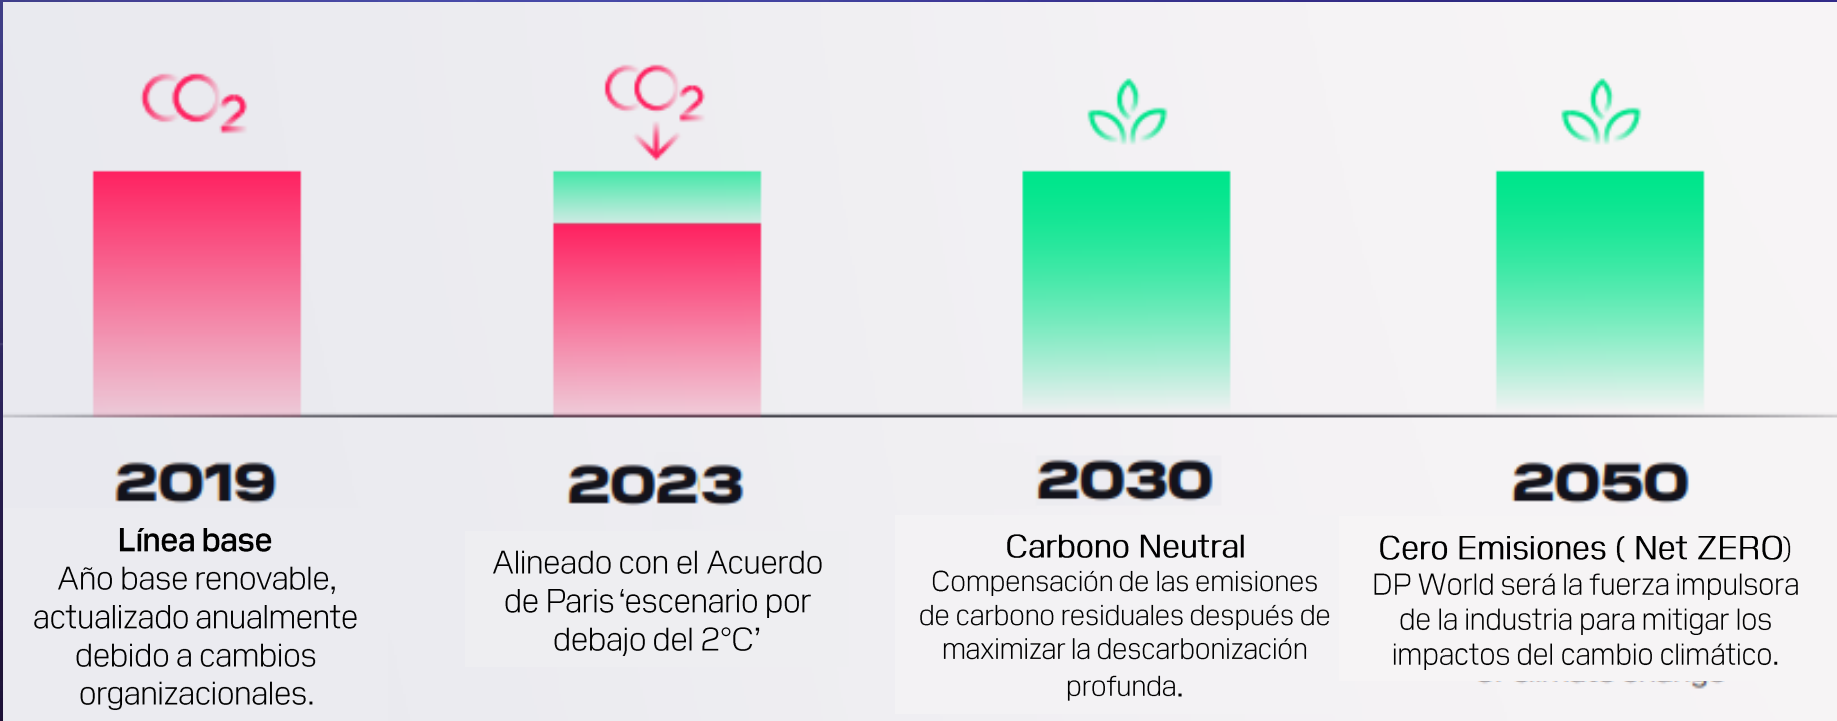 CO2
CO2
2019
Línea base
Año base renovable,
actualizado anualmente
debido a cambios
organizacionales.
2023
Alineado con el Acuerdo
de Paris ‘escenario por
debajo del 2°C’
2030
Carbono Neutral
Compensación de las emisiones
de carbono residuales después de
maximizar la descarbonización
profunda.
2050
Cero Emisiones ( Net ZERO)
DP World será la fuerza impulsora
de la industria para mitigar los
impactos del cambio climático.